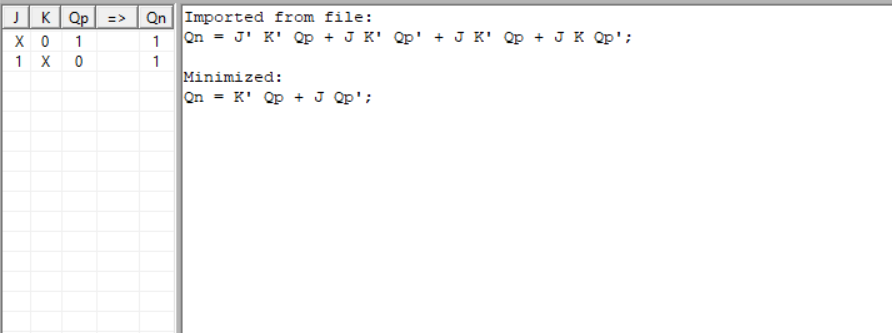 J K Qp => Qn
X 0 1 1
1 X 0 1
Imported from file:
Qn = J' K' Qp + J K' Qp' + J K' Qp + J K Qp';
Minimized:
Qn = K' Qp + J Qp';